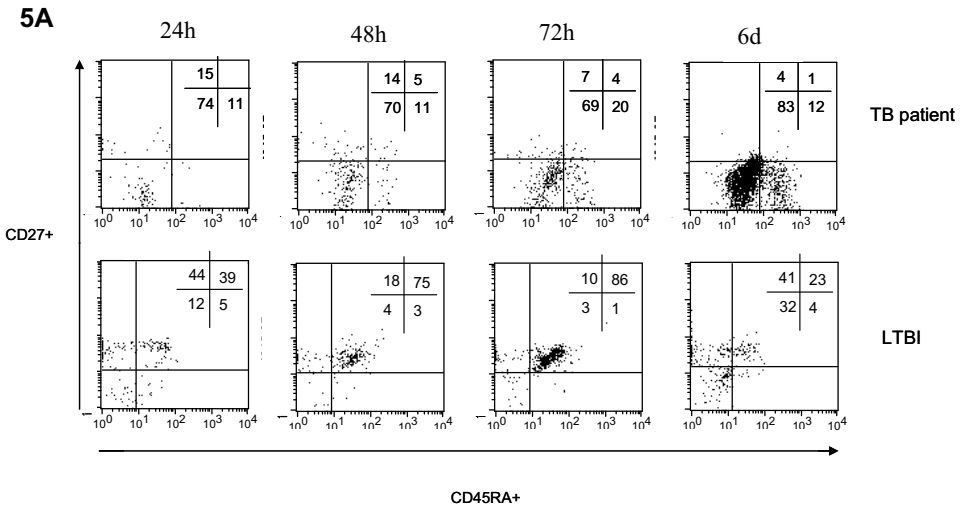 5A
24h 48h 72h 6d
15
74 11
14 5
70 11
7 4
69 20
4 1
83 12
TB patient
10⁰ 10¹ 10² 10³ 10⁴
10⁰ 10¹ 10² 10³ 10⁴
10⁰ 10¹ 10² 10³ 10⁴
10⁰ 10¹ 10² 10³ 10⁴
CD27+
44 39
12 5
18 75
4 3
10 86
3 1
41 23
32 4
LTBI
10⁰ 10¹ 10² 10³ 10⁴
10⁰ 10¹ 10² 10³ 10⁴
10⁰ 10¹ 10² 10³ 10⁴
10⁰ 10¹ 10² 10³ 10⁴
CD45RA+